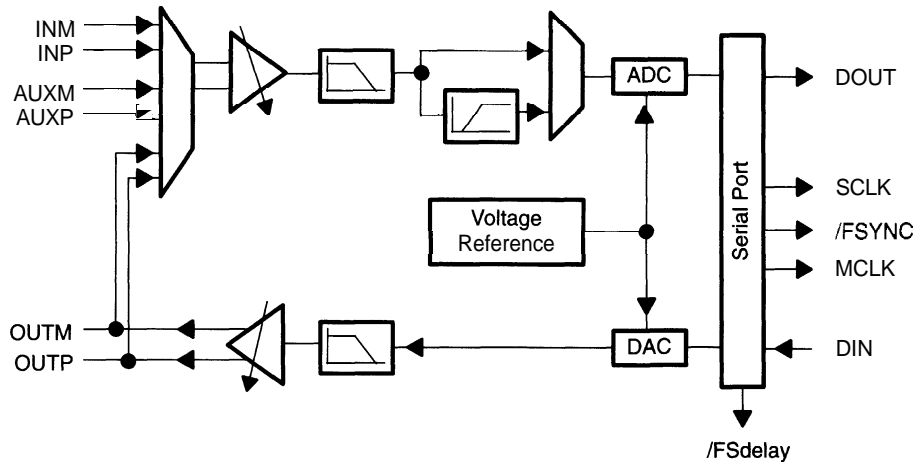 INM
INP
AUXM
AUXP
ADC
DOUT
Voltage
Reference
Serial Port
SCLK
/FSYNC
MCLK
OUTM
OUTP
DAC
DIN
/FSdelay